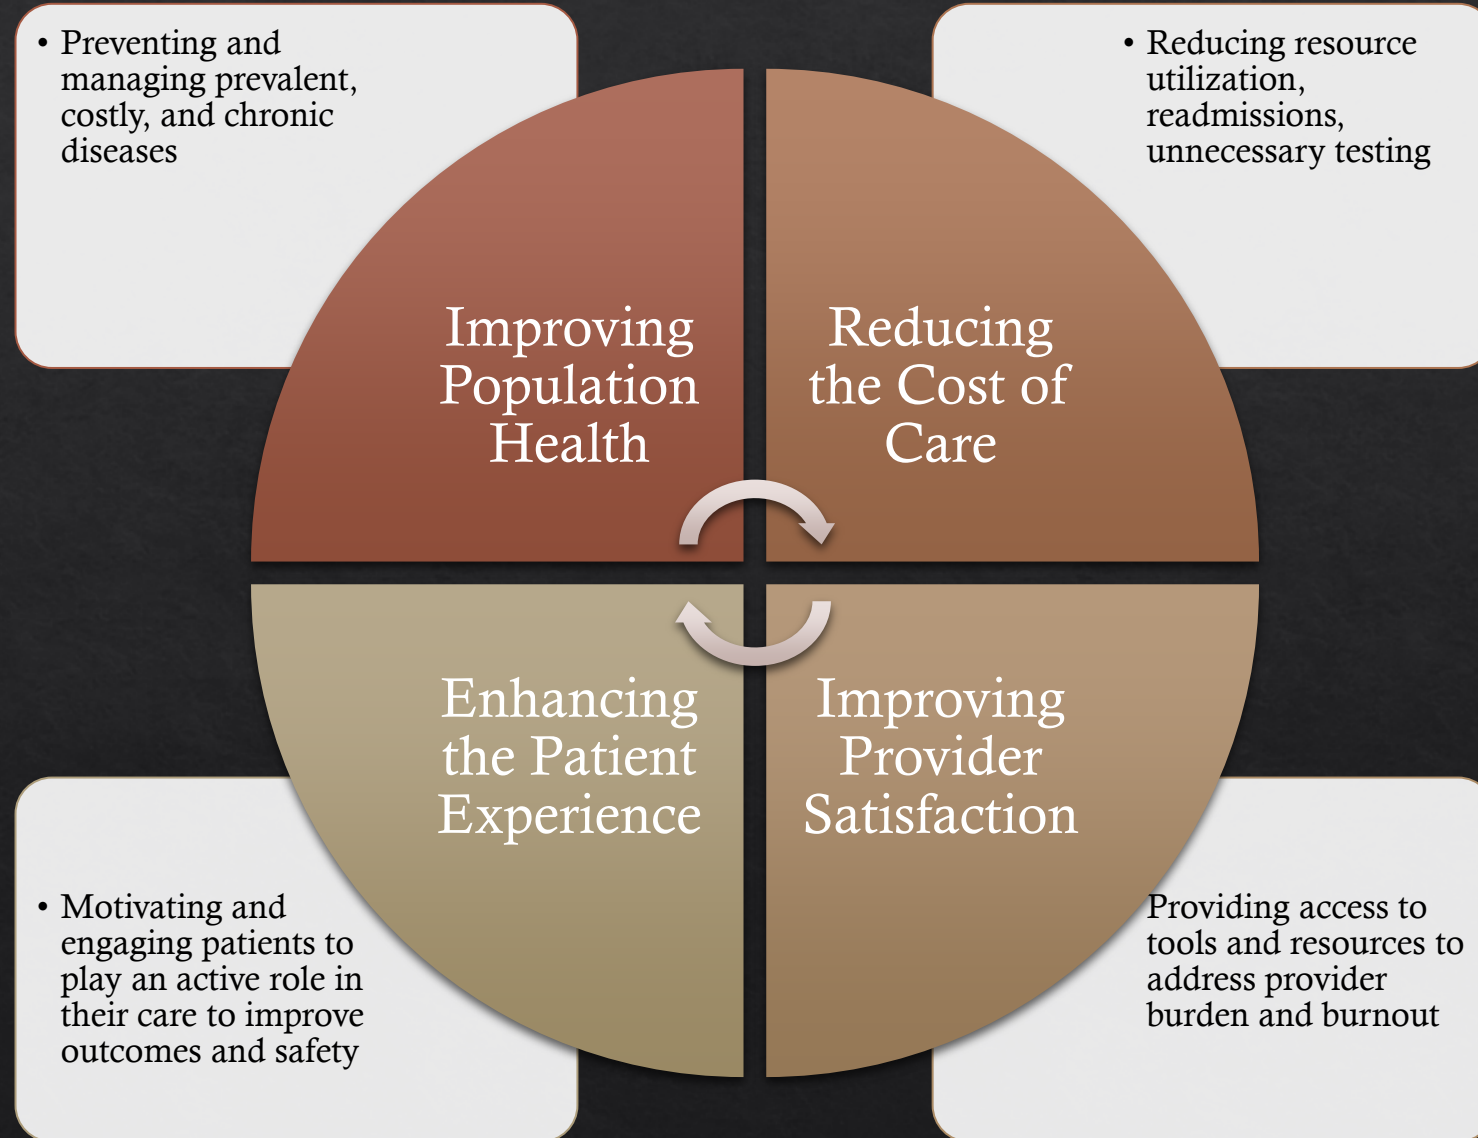 • Preventing and
managing prevalent,
costly, and chronic
diseases
• Reducing resource
utilization,
readmissions,
unnecessary testing
Improving
Population
Health
Reducing
the Cost of
Care
Enhancing
the Patient
Experience
Improving
Provider
Satisfaction
• Motivating and
engaging patients to
play an active role in
their care to improve
outcomes and safety
Providing access to
tools and resources to
address provider
burden and burnout